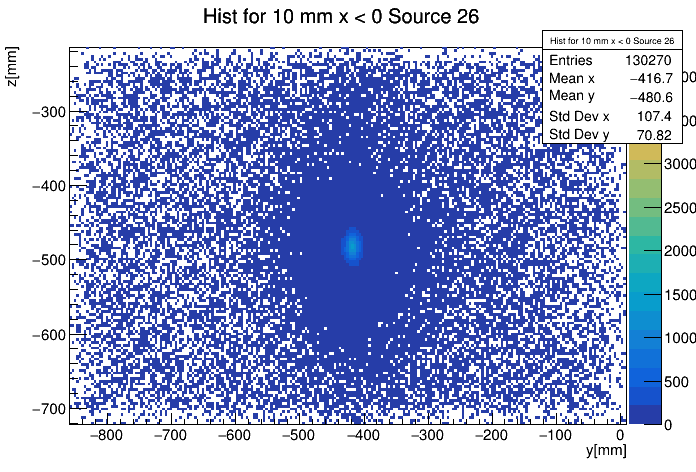 Hist for 10 mm x < 0 Source 26
Hist for 10 mm x < 0 Source 26
Entries 130270
Mean x −416.7
Mean y −480.6
Std Dev x 107.4
Std Dev y 70.82
z[mm]
−300
−400
−500
−600
−700
−800 −700 −600 −500 −400 −300 −200 −100 0
y[mm]
3000
2500
2000
1500
1000
500
0